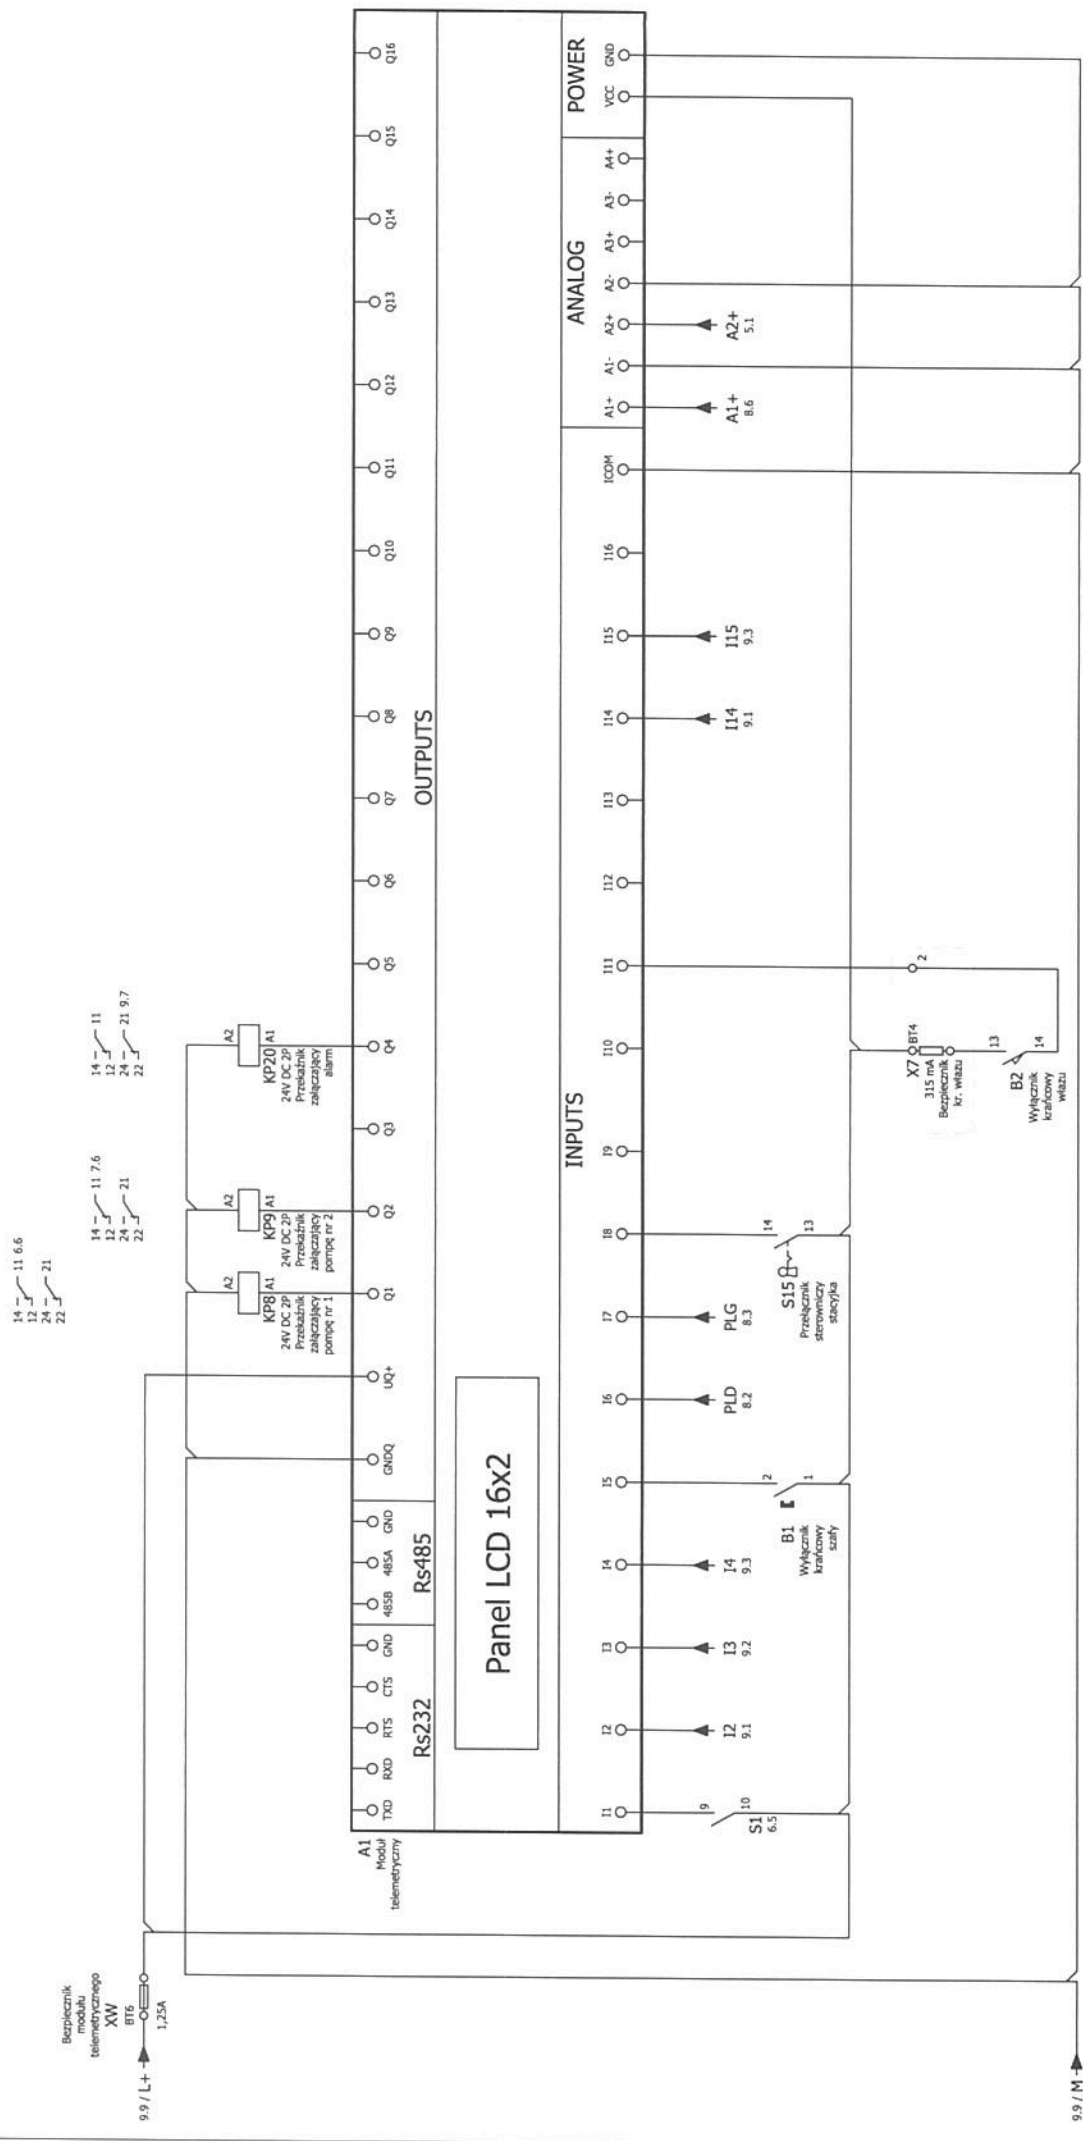 14 11 6.6
12
24 21
22
14 11 7.6
12
24 21
22
14 11
12
24 21 9.7
22
Bezpiecznik
modułu
telemetrycznego
XW
BT6
1,25A
9.9 / L+
A2
KP8 A1
24V DC 2P
Przekaźnik
załączający
pompę nr 1
A2
KP9 A1
24V DC 2P
Przekaźnik
załączający
pompę nr 2
A2
KP20 A1
24V DC 2P
Przekaźnik
załączający
alarm
A1
Moduł
telemetryczny
TXD RXD RTS CTS GND 485B 485A GND GNDQ UQ+ Q1 Q2 Q3 Q4 Q5 Q6 Q7 Q8 Q9 Q10 Q11 Q12 Q13 Q14 Q15 Q16
Rs232 Rs485 OUTPUTS
Panel LCD 16x2
INPUTS ANALOG POWER
I1 I2 I3 I4 I5 I6 I7 I8 I9 I10 I11 I12 I13 I14 I15 I16 ICOM A1+ A1- A2+ A2- A3+ A3- A4+ VCC GND
9
10
S1
6.5
I2
9.1
I3
9.2
I4
9.3
2
1
B1
Wyłącznik
krańcowy
szafy
PLD
8.2
PLG
8.3
14
13
S15
Przełącznik
sterowniczy
stacyjka
X7 BT4
315 mA
Bezpiecznik
kr. włazu
13
14
B2
Wyłącznik
krańcowy
włazu
2
I14
9.1
I15
9.3
A1+
8.6
A2+
5.1
9.9 / M